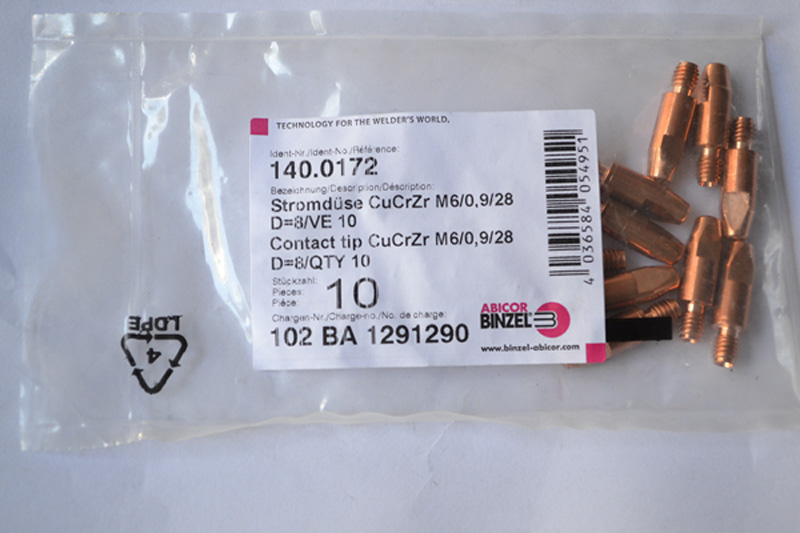 TECHNOLOGY FOR THE WELDER'S WORLD.
Ident-Nr./Ident-No./Référence:
140.0172
Bezeichnung/Description/Déscription:
Stromdüse CuCrZr M6/0,9/28
D=8/VE 10
Contact tip CuCrZr M6/0,9/28
D=8/QTY 10
Stückzahl:
Pieces:
Pièce:
10
Chargen-Nr./Charge-no./No. de charge:
102 BA 1291290
4 036584 054951
ABICOR
BINZEL
www.binzel-abicor.com
LDPE
4